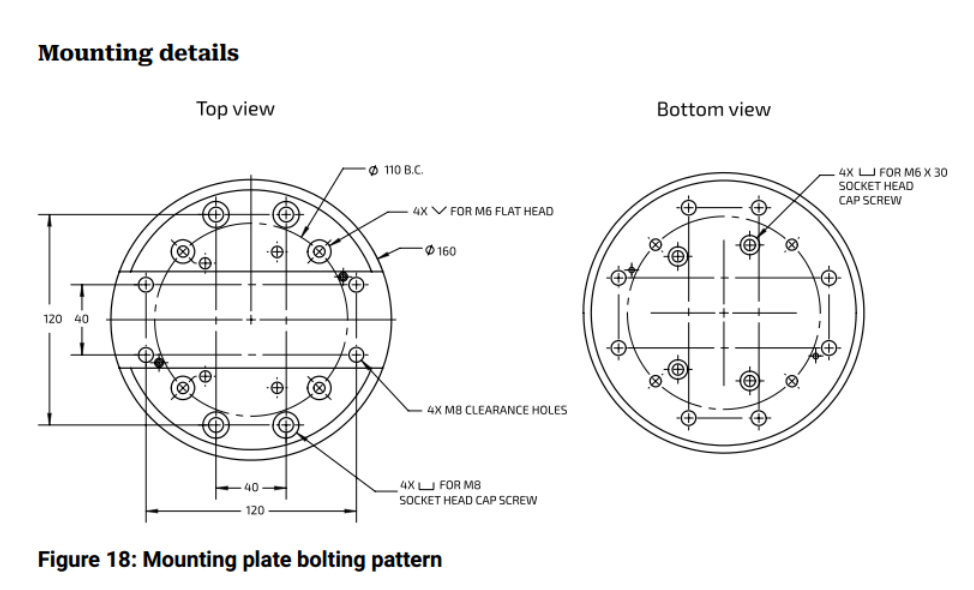 Mounting details
Top view
Bottom view
⌀ 110 B.C.
4X ⌵ FOR M6 FLAT HEAD
⌀ 160
4X ⌴ FOR M6 X 30
SOCKET HEAD
CAP SCREW
120
40
4X M8 CLEARANCE HOLES
4X ⌴ FOR M8
SOCKET HEAD CAP SCREW
40
120
Figure 18: Mounting plate bolting pattern